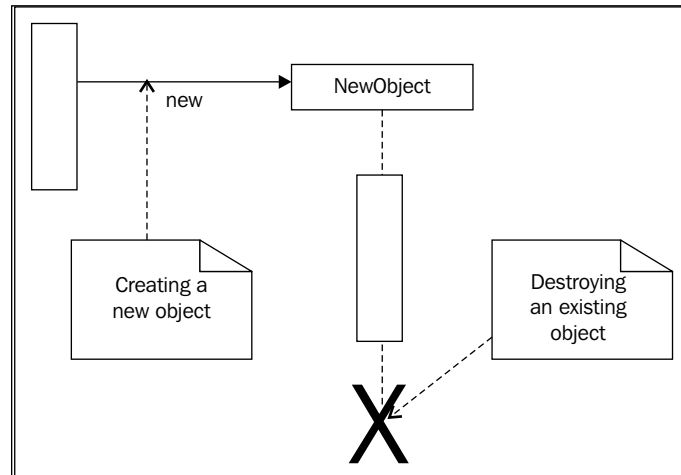 NewObject
new
Creating a
new object
Destroying
an existing
object
X